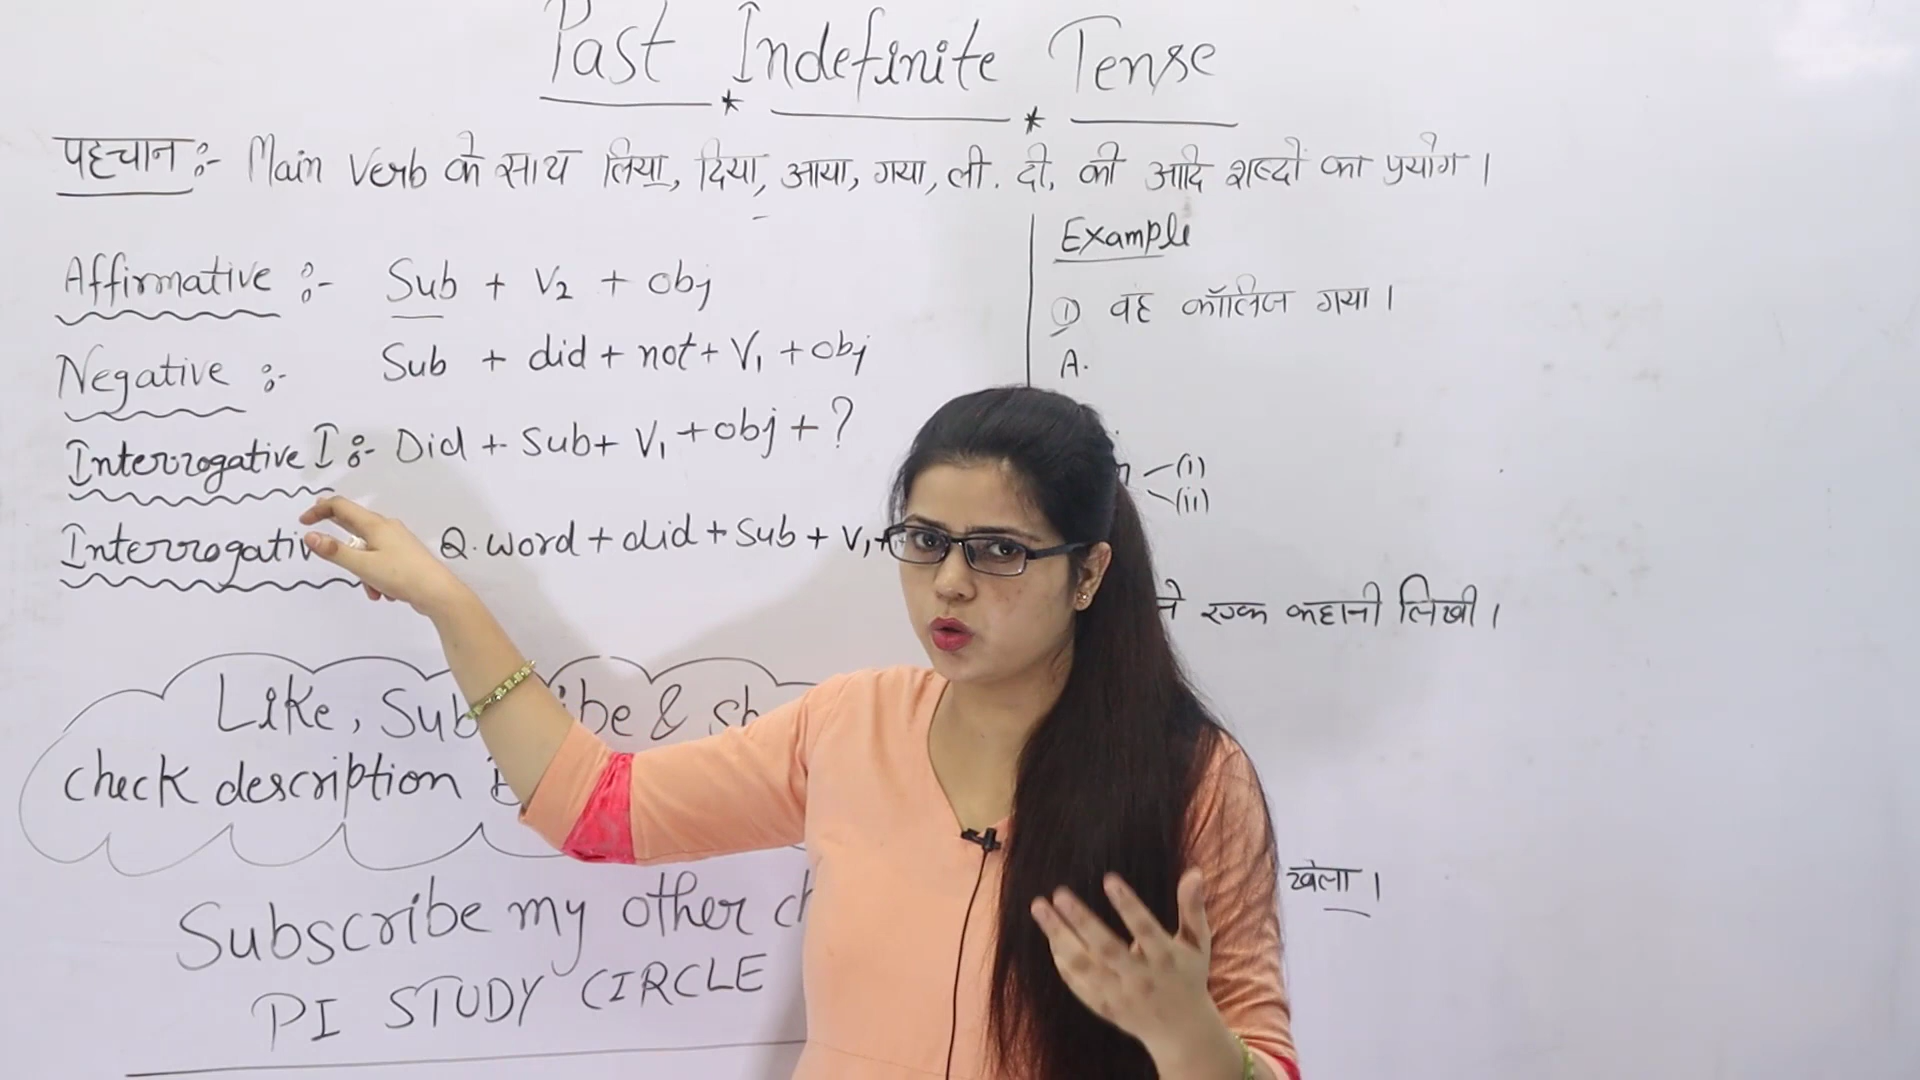 Past Indefinite Tense
पहचान :- Main Verb के साथ लिया, दिया, आया, गया, ली, दी, की आदि शब्दों का प्रयोग ।
Affirmative :- Sub + V2 + obj
Negative :- Sub + did + not + V1 + obj
Interrogative I :- Did + Sub + V1 + obj + ?
Q. word + did + Sub + V1 +
Like,
check description
Subscribe my other
PI STUDY CIRCLE
Example
① वह कॉलिज गया ।
A.
(i)
(ii)
ने एक कहानी लिखी ।
खेला ।